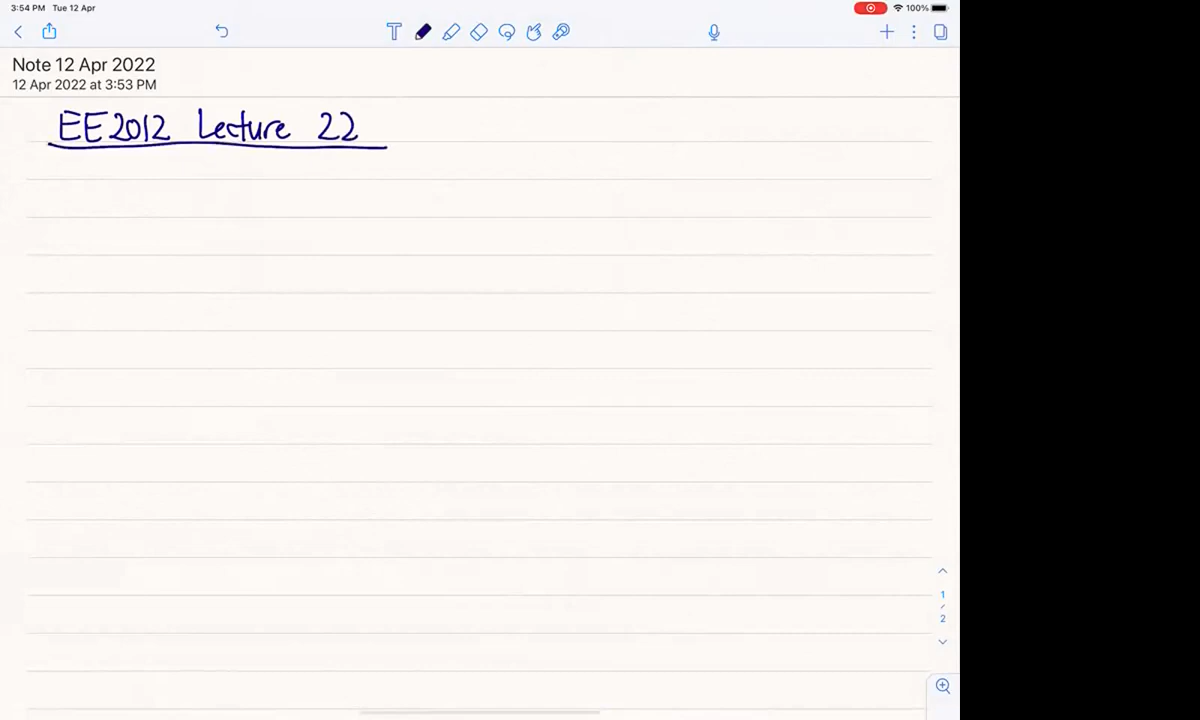 3:54 PM Tue 12 Apr
100%
Note 12 Apr 2022
12 Apr 2022 at 3:53 PM
EE2012 Lecture 22
1
/
2